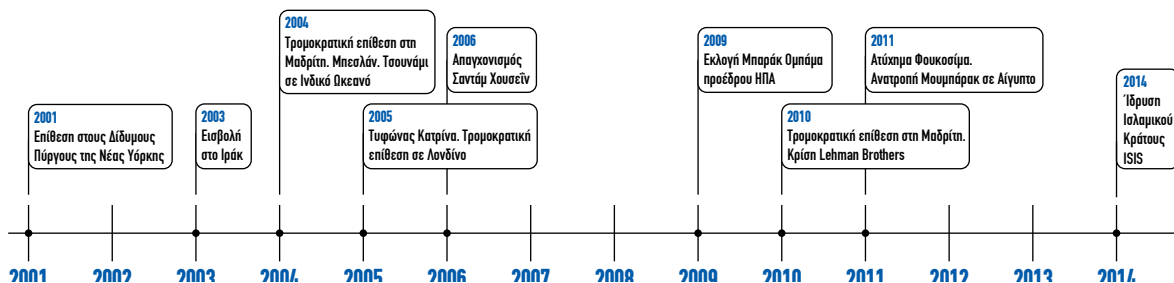 2001
Επίθεση στους Δίδυμους
Πύργους της Νέας Υόρκης
2003
Εισβολή
στο Ιράκ
2004
Τρομοκρατική επίθεση στη
Μαδρίτη. Μπεσλάν. Τσουνάμι
σε Ινδικό Ωκεανό
2005
Τυφώνας Κατρίνα. Τρομοκρατική
επίθεση σε Λονδίνο
2006
Απαγχονισμός
Σαντάμ Χουσεΐν
2009
Εκλογή Μπαράκ Ομπάμα
προέδρου ΗΠΑ
2010
Τρομοκρατική επίθεση στη Μαδρίτη.
Κρίση Lehman Brothers
2011
Ατύχημα Φουκοσίμα.
Ανατροπή Μουμπάρακ σε Αίγυπτο
2014
Ίδρυση
Ισλαμικού
Κράτους
ISIS
2001 2002 2003 2004 2005 2006 2007 2008 2009 2010 2011 2012 2013 2014